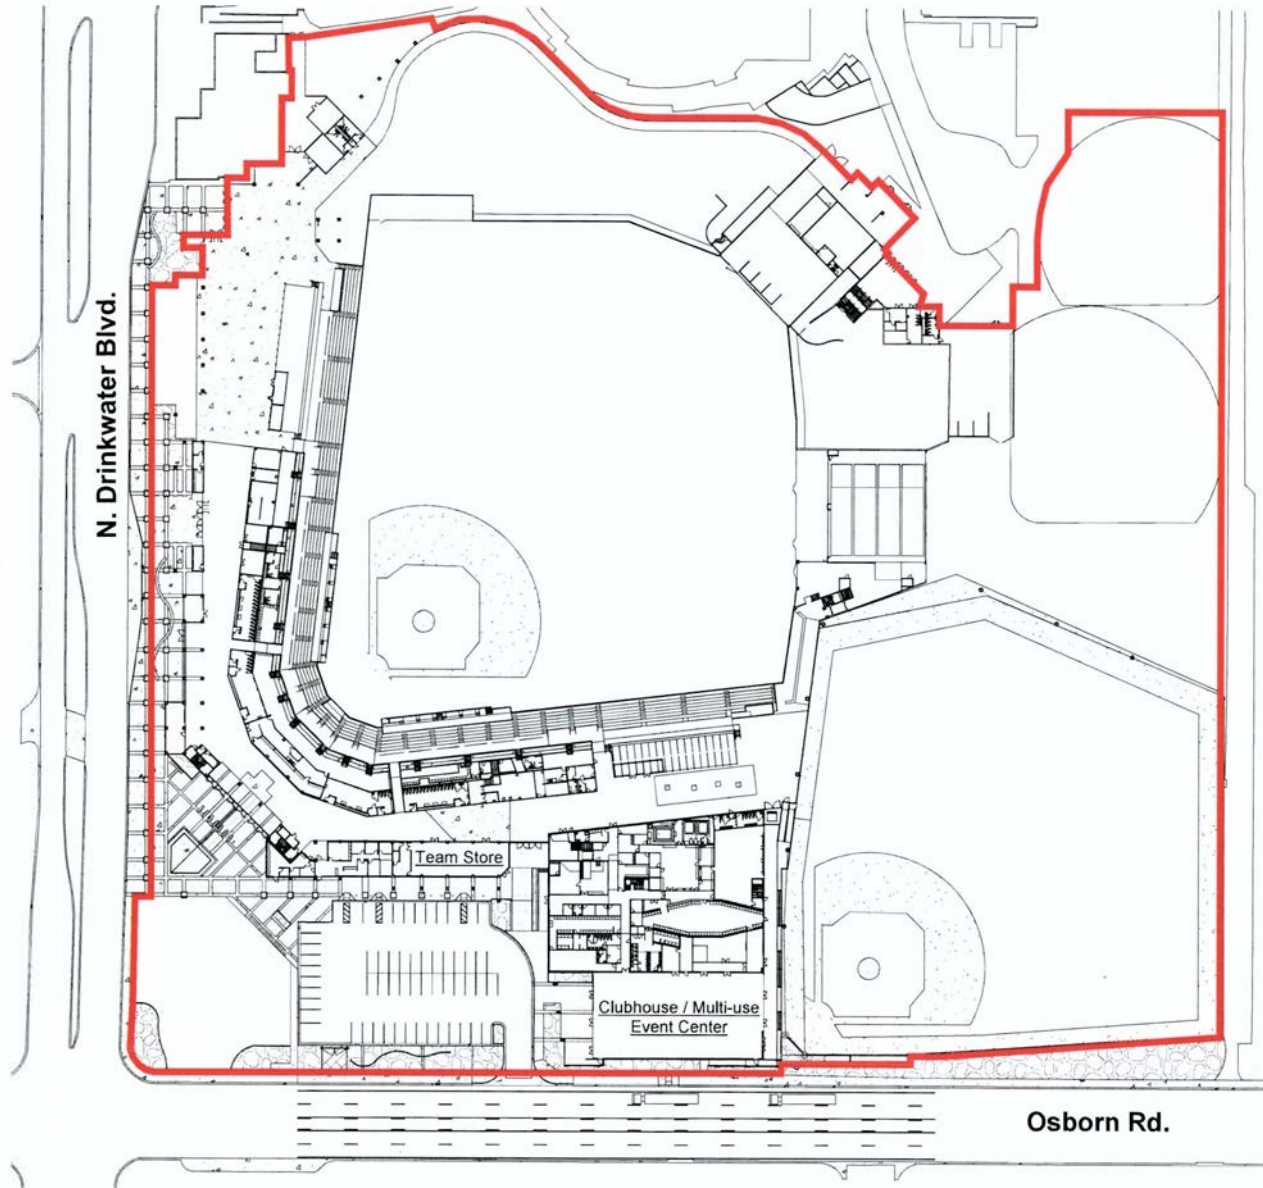 N. Drinkwater Blvd.
Team Store
Clubhouse / Multi-use
Event Center
Osborn Rd.